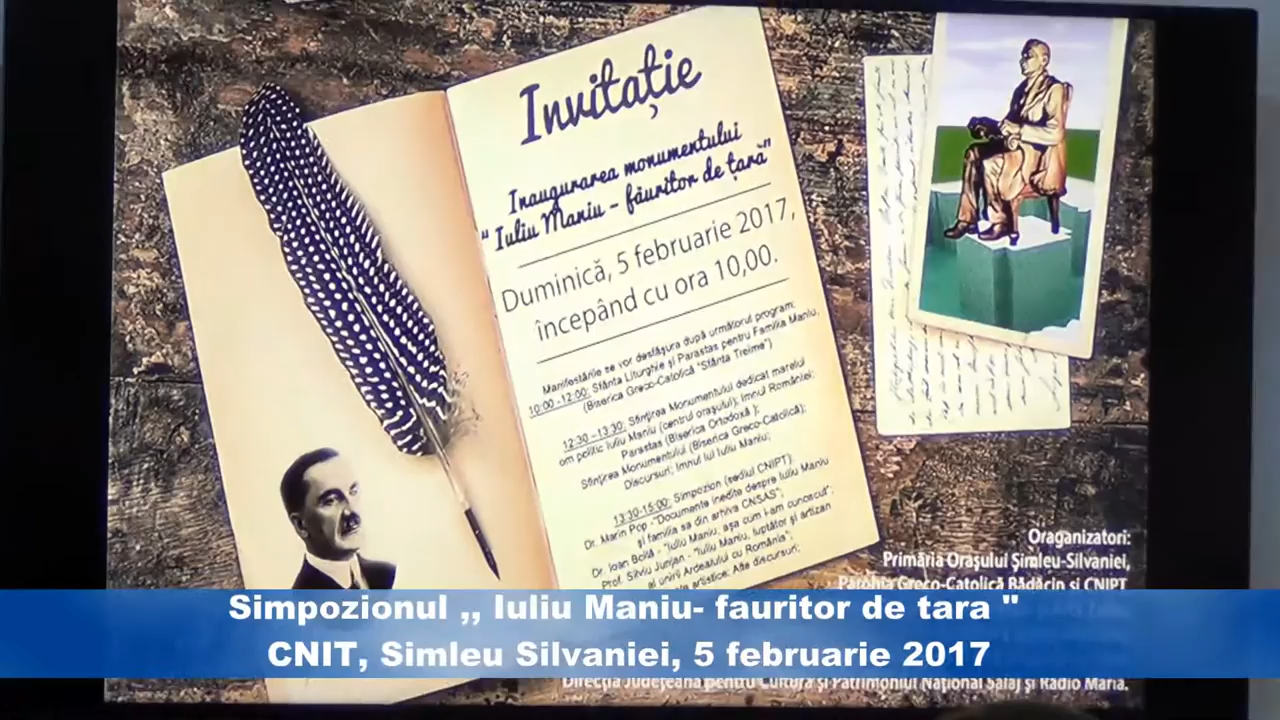 Invitație
Inaugurarea monumentului
" Iuliu Maniu - făuritor de țară"
Duminică, 5 februarie 2017,
începând cu ora 10,00.
Manifestările se vor desfășura după următorul program:
10:00 -12:00: Sfânta Liturghie și Parastas pentru Familia Maniu,
(Biserica Greco-Catolică "Sfânta Treime")
12:30 -13:30: Sfințirea Monumentului dedicat marelui
om politic Iuliu Maniu (centrul orașului); Imnul României;
Parastas (Biserica Ortodoxă );
Sfințirea Monumentului (Biserica Greco-Catolică);
Discursuri; Imnul lui Iuliu Maniu;
13:30-15:00: Simpozion (sediul CNIPT):
Dr. Marin Pop -"Documente inedite despre Iuliu Maniu
și familia sa din arhiva CNSAS";
Dr. Ioan Boilă - "Iuliu Maniu, așa cum l-am cunoscut";
Prof. Silviu - "Iuliu Maniu, luptător și artizan
al unirii Ardealului cu România";
artistice; Alte discursuri;
Oraganizatori:
Primăria Orașului Șimleu-Silvaniei,
Parohia Greco-Catolică Bădăcin și CNIPT
Simpozionul ,, Iuliu Maniu- fauritor de tara "
CNIT, Simleu Silvaniei, 5 februarie 2017
Direcția Județeană pentru Cultură și Patrimoniul Național Sălaj și Radio Maria.